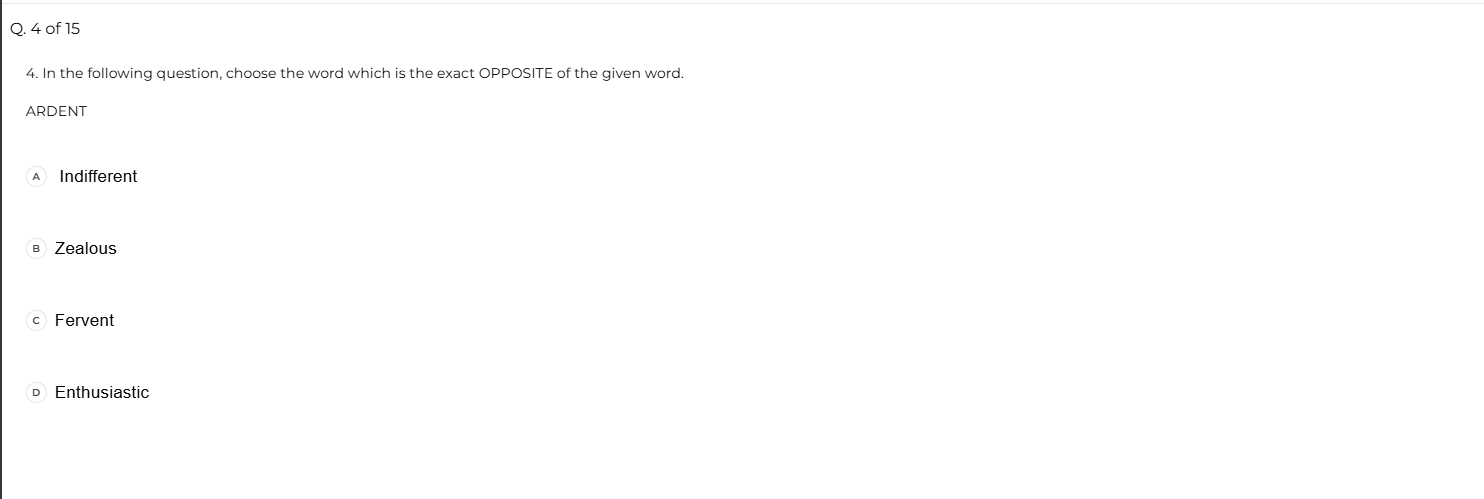 Q. 4 of 15
4. In the following question, choose the word which is the exact OPPOSITE of the given word.
ARDENT
A Indifferent
B Zealous
C Fervent
D Enthusiastic